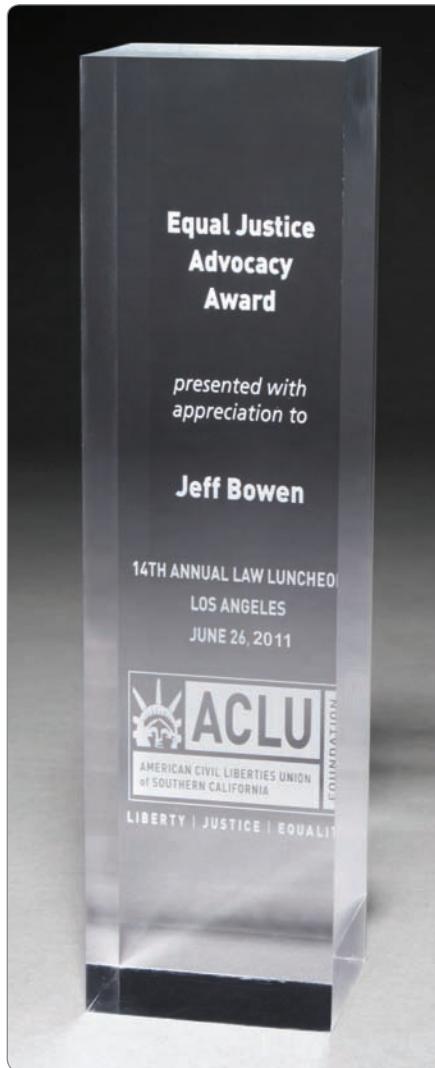 Equal Justice
Advocacy
Award
presented with
appreciation to
Jeff Bowen
14TH ANNUAL LAW LUNCHEO
LOS ANGELES
JUNE 26, 2011
ACLU
FOUNDATION
AMERICAN CIVIL LIBERTIES UNION
of SOUTHERN CALIFORNIA
LIBERTY | JUSTICE | EQUALIT